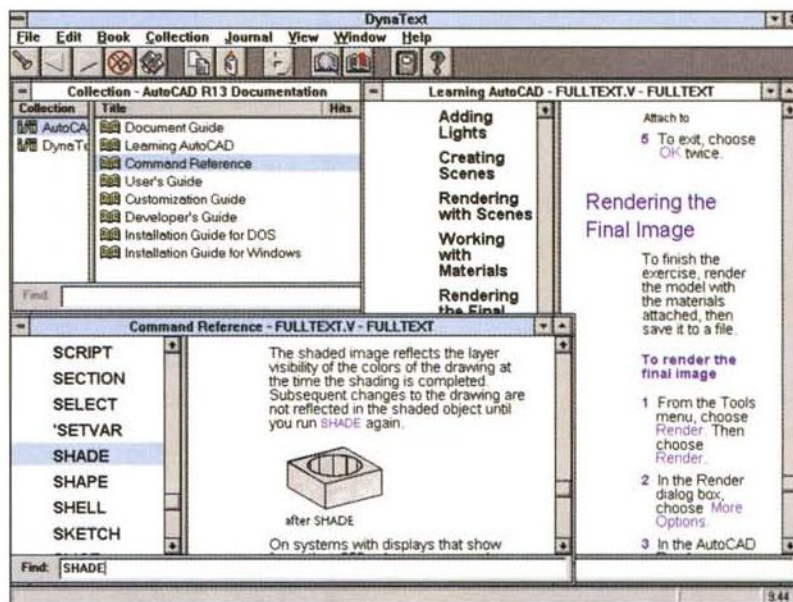 DynaText
File Edit Book Collection Journal View Window Help
Collection - AutoCAD R13 Documentation
Collection
AutoCA
DynaTe
Title Hits
Document Guide
Learning AutoCAD
Command Reference
User's Guide
Customization Guide
Developer's Guide
Installation Guide for DOS
Installation Guide for Windows
Find:
Learning AutoCAD - FULLTEXT.V - FULLTEXT
Adding
Lights
Creating
Scenes
Rendering
with Scenes
Working
with
Materials
Rendering
the Final
Attach to
5 To exit, choose
OK twice.
Rendering the
Final Image
To finish the
exercise, render
the model with
the materials
attached, then
save it to a file.
To render the
final image
1 From the Tools
menu, choose
Render. Then
choose
Render.
2 In the Render
dialog box,
choose More
Options.
3 In the AutoCAD
Command Reference - FULLTEXT.V - FULLTEXT
SCRIPT
SECTION
SELECT
'SETVAR
SHADE
SHAPE
SHELL
SKETCH
The shaded image reflects the layer
visibility of the colors of the drawing at
the time the shading is completed.
Subsequent changes to the drawing are
not reflected in the shaded object until
you run SHADE again.
after SHADE
On systems with displays that show
Find: SHADE
9:44